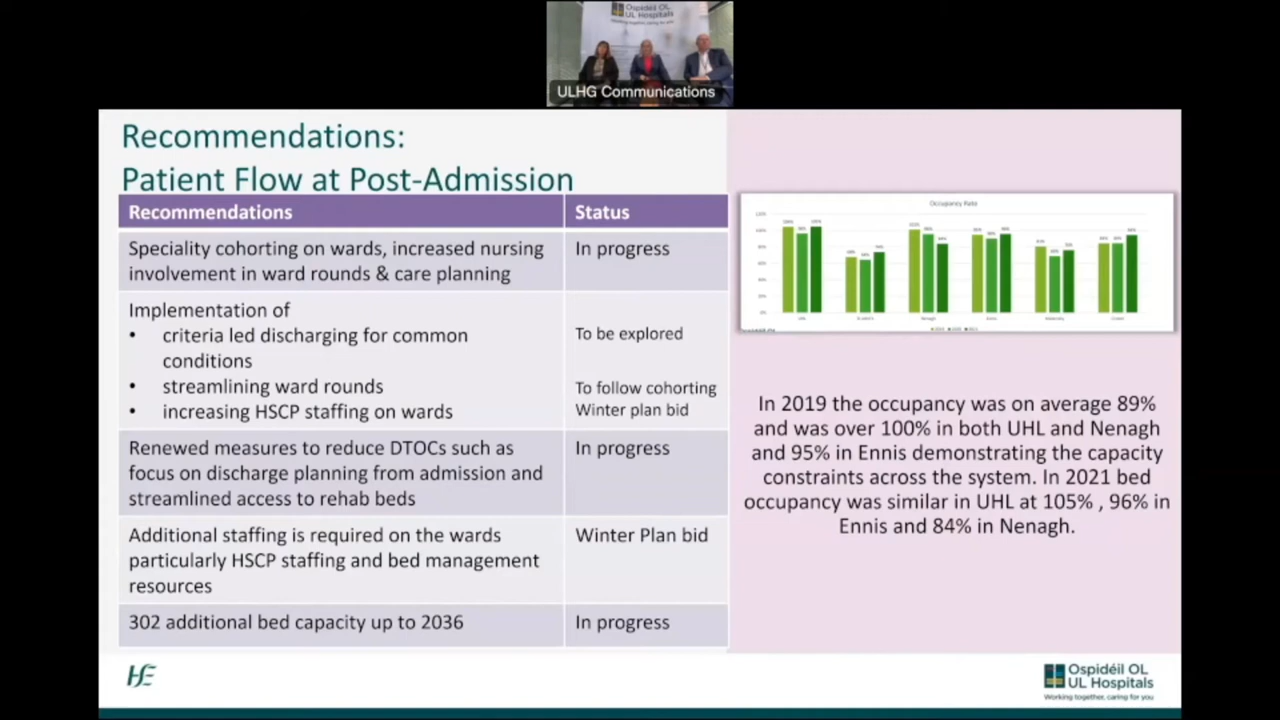 Ospidéil OL
UL Hospitals
ULHG Communications
Recommendations:
Patient Flow at Post-Admission
Recommendations
Status
Speciality cohorting on wards, increased nursing
involvement in ward rounds & care planning
In progress
Implementation of
• criteria led discharging for common
conditions
To be explored
• streamlining ward rounds
To follow cohorting
• increasing HSCP staffing on wards
Winter plan bid
Renewed measures to reduce DTOCs such as
focus on discharge planning from admission and
streamlined access to rehab beds
In progress
Additional staffing is required on the wards
particularly HSCP staffing and bed management
resources
Winter Plan bid
302 additional bed capacity up to 2036
In progress
Occupancy Rate
In 2019 the occupancy was on average 89%
and was over 100% in both UHL and Nenagh
and 95% in Ennis demonstrating the capacity
constraints across the system. In 2021 bed
occupancy was similar in UHL at 105% , 96% in
Ennis and 84% in Nenagh.
Ospidéil OL
UL Hospitals
Working together, caring for you